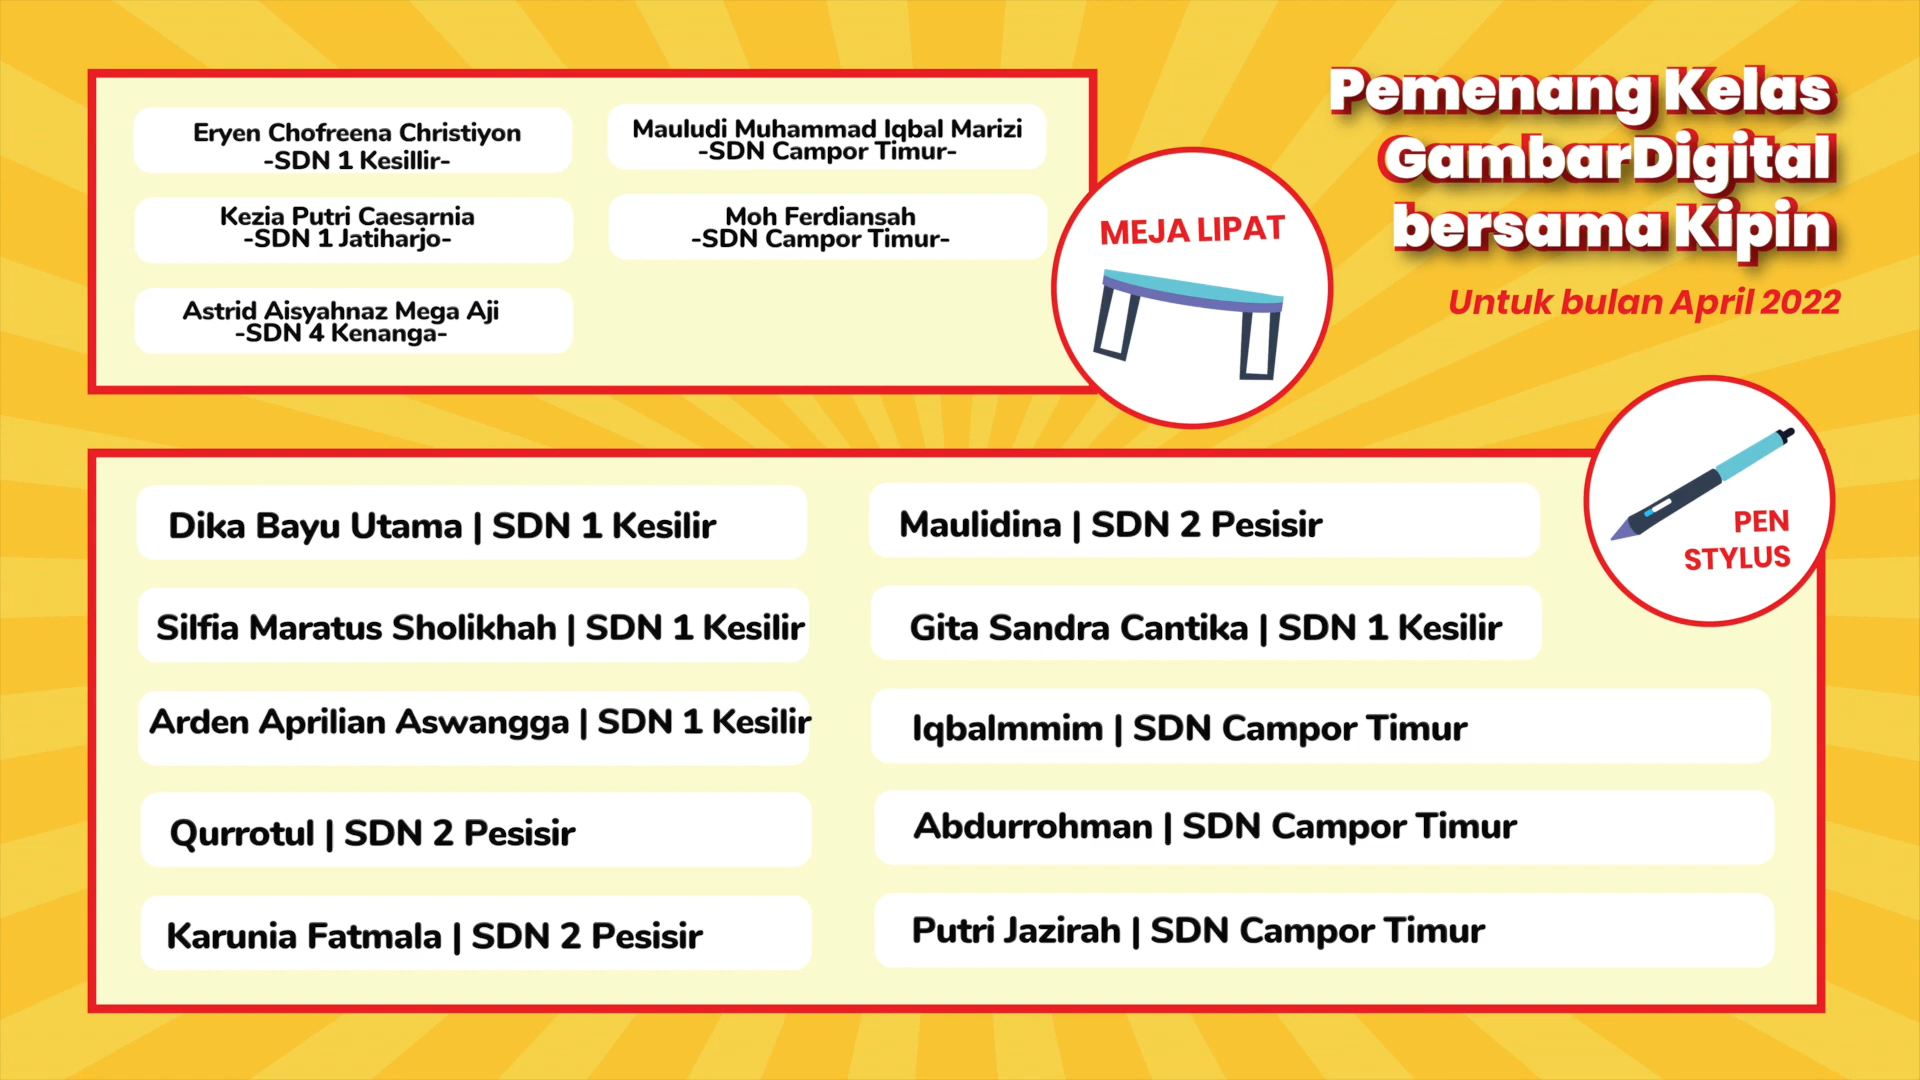 Pemenang Kelas
GambarDigital
bersama Kipin
Untuk bulan April 2022
Eryen Chofreena Christiyon
-SDN 1 Kesillir-
Kezia Putri Caesarnia
-SDN 1 Jatiharjo-
Astrid Aisyahnaz Mega Aji
-SDN 4 Kenanga-
Mauludi Muhammad Iqbal Marizi
-SDN Campor Timur-
Moh Ferdiansah
-SDN Campor Timur-
MEJA LIPAT
Dika Bayu Utama | SDN 1 Kesilir
Silfia Maratus Sholikhah | SDN 1 Kesilir
Arden Aprilian Aswangga | SDN 1 Kesilir
Qurrotul | SDN 2 Pesisir
Karunia Fatmala | SDN 2 Pesisir
Maulidina | SDN 2 Pesisir
Gita Sandra Cantika | SDN 1 Kesilir
Iqbalmmim | SDN Campor Timur
Abdurrohman | SDN Campor Timur
Putri Jazirah | SDN Campor Timur
PEN
STYLUS